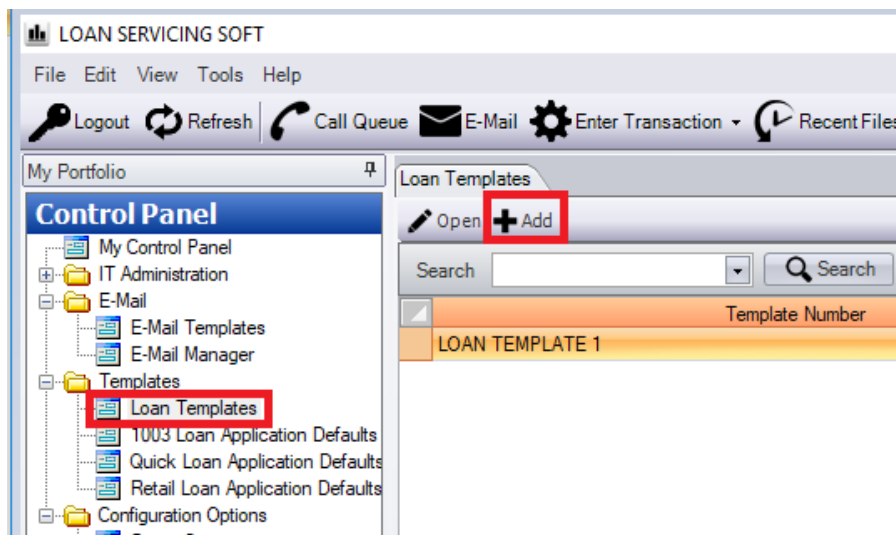 LOAN SERVICING SOFT
File Edit View Tools Help
Logout Refresh Call Queue E-Mail Enter Transaction Recent Files
My Portfolio
Loan Templates
Control Panel
Open Add
My Control Panel
IT Administration
Search Search
E-Mail
Template Number
E-Mail Templates
LOAN TEMPLATE 1
E-Mail Manager
Templates
Loan Templates
1003 Loan Application Defaults
Quick Loan Application Defaults
Retail Loan Application Defaults
Configuration Options